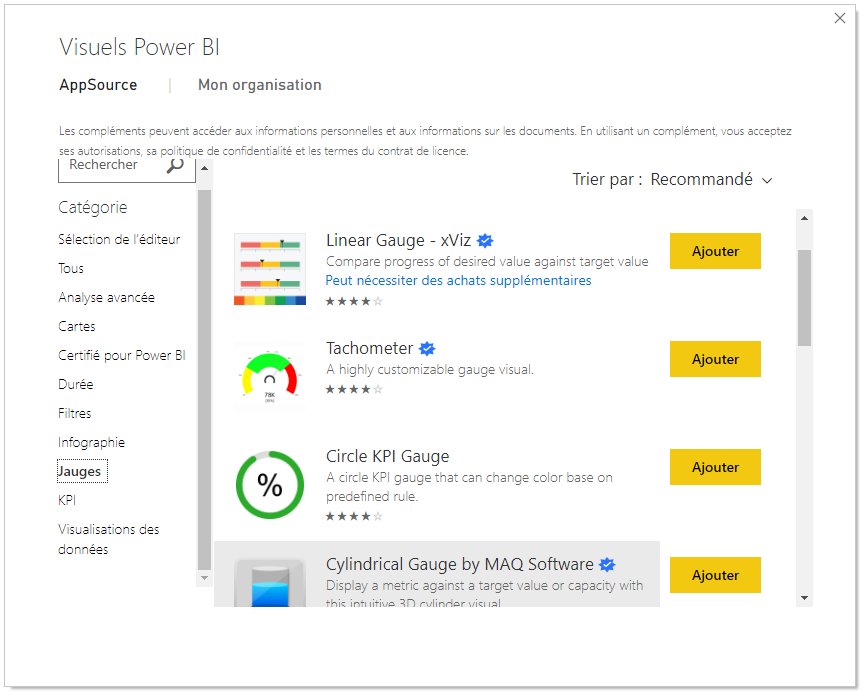 Visuels Power BI
AppSource | Mon organisation
Les compléments peuvent accéder aux informations personnelles et aux informations sur les documents. En utilisant un complément, vous acceptez
ses autorisations, sa politique de confidentialité et les termes du contrat de licence.
Rechercher
Trier par : Recommandé
Catégorie
Sélection de l'éditeur
Tous
Analyse avancée
Cartes
Certifié pour Power BI
Durée
Filtres
Infographie
Jauges
KPI
Visualisations des
données
Linear Gauge - xViz
Compare progress of desired value against target value
Peut nécessiter des achats supplémentaires
Ajouter
Tachometer
A highly customizable gauge visual.
Ajouter
78K
Circle KPI Gauge
A circle KPI gauge that can change color base on
predefined rule.
Ajouter
%
Cylindrical Gauge by MAQ Software
Display a metric against a target value or capacity with
this intuitive 3D cylinder visual
Ajouter